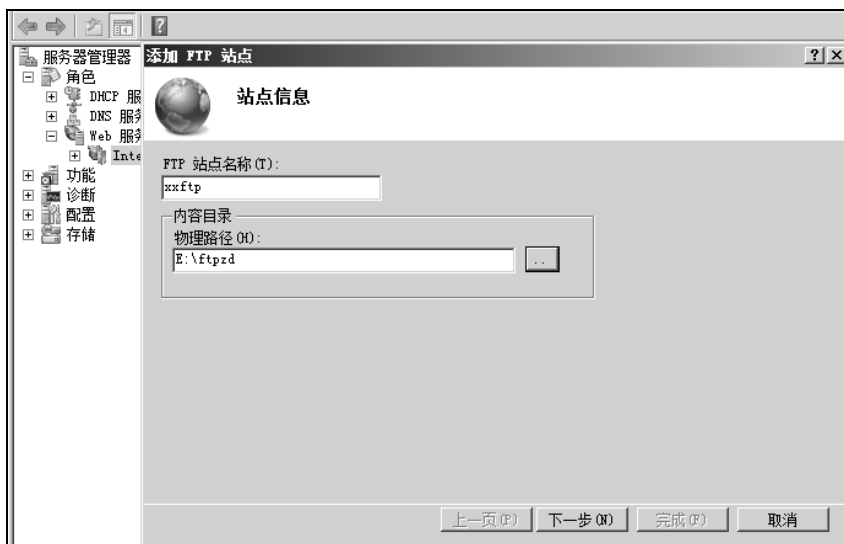 服务器管理器
角色
DHCP 服
DNS 服务
Web 服务
Inte
功能
诊断
配置
存储
添加 FTP 站点
站点信息
FTP 站点名称(T):
xxftp
内容目录
物理路径(H):
E:\ftpzd
..
上一页(P) 下一步(N) 完成(F) 取消